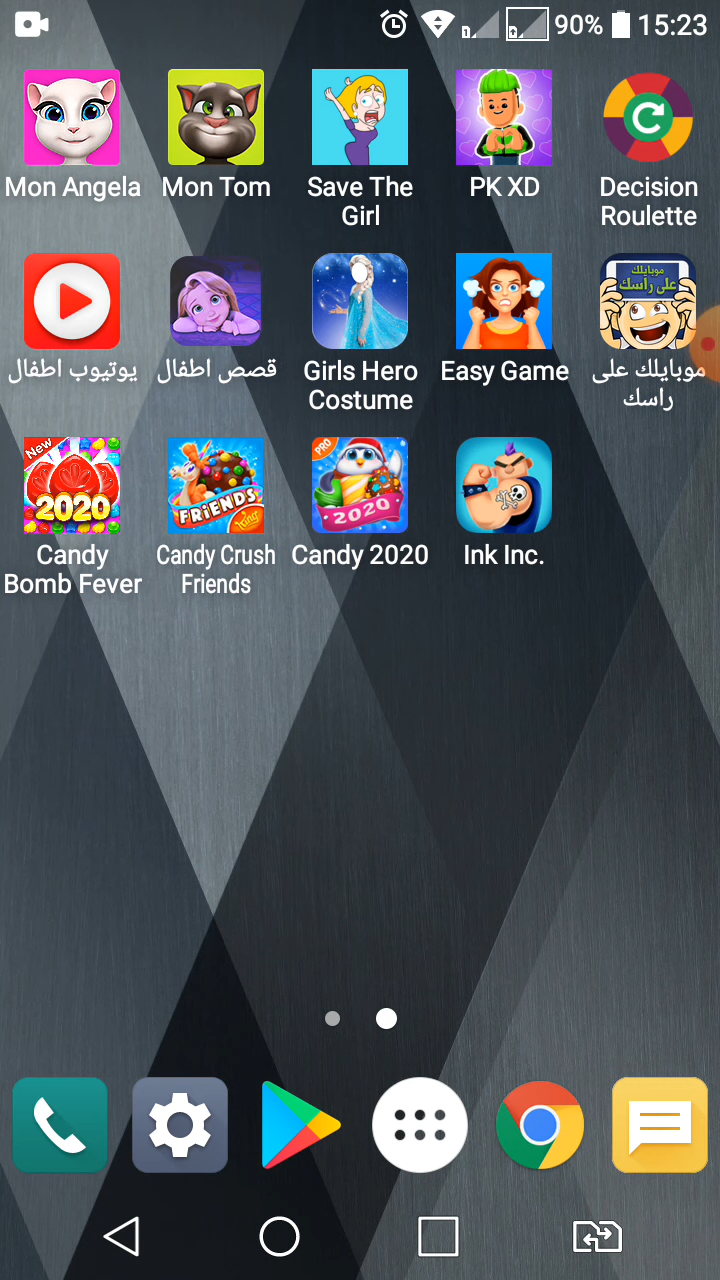 90% 15:23
Mon Angela
Mon Tom
Save The
Girl
PK XD
Decision
Roulette
يوتيوب اطفال
قصص اطفال
Girls Hero
Costume
Easy Game
موبايلك
على راسك
موبايلك على
راسك
New
2020
Candy
Bomb Fever
FRiENDS
King
Candy Crush
Friends
PRO
2020
Candy 2020
Ink Inc.